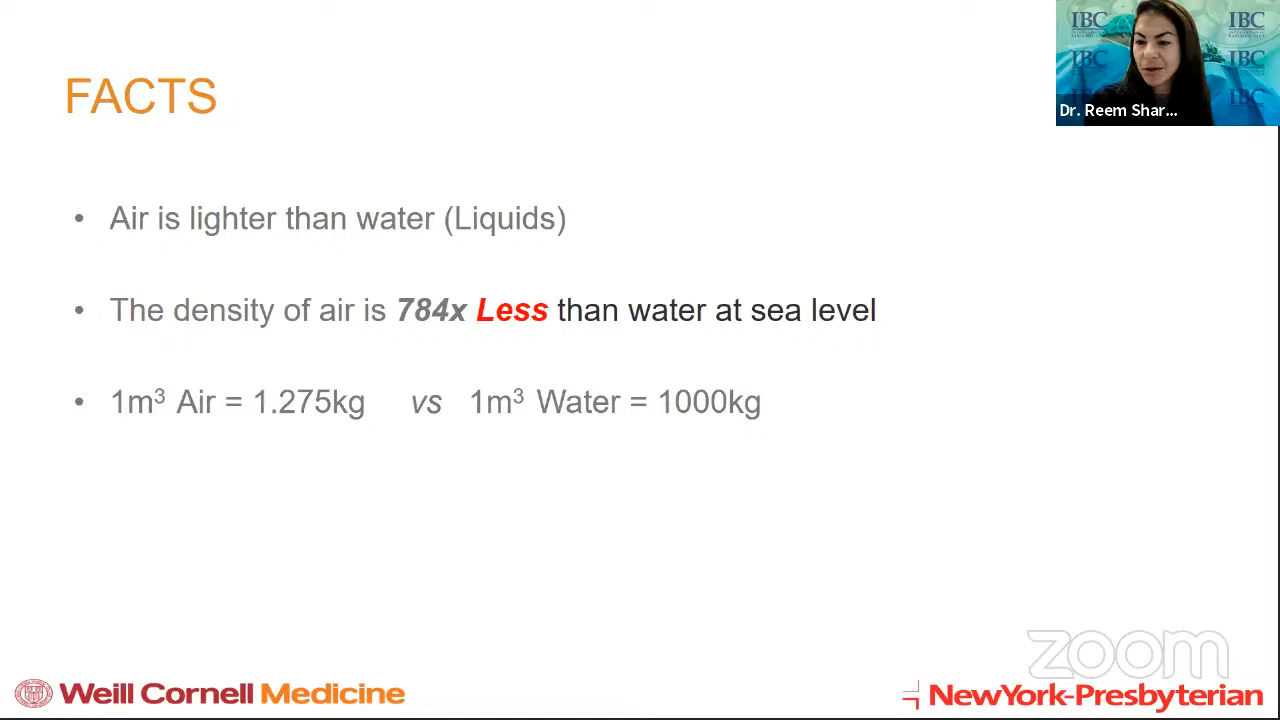 FACTS
• Air is lighter than water (Liquids)
• The density of air is 784x Less than water at sea level
• 1m³ Air = 1.275kg vs 1m³ Water = 1000kg
IBC IBC
IBC IBC
IBC
Dr. Reem Shar...
zoom
Weill Cornell Medicine
NewYork-Presbyterian